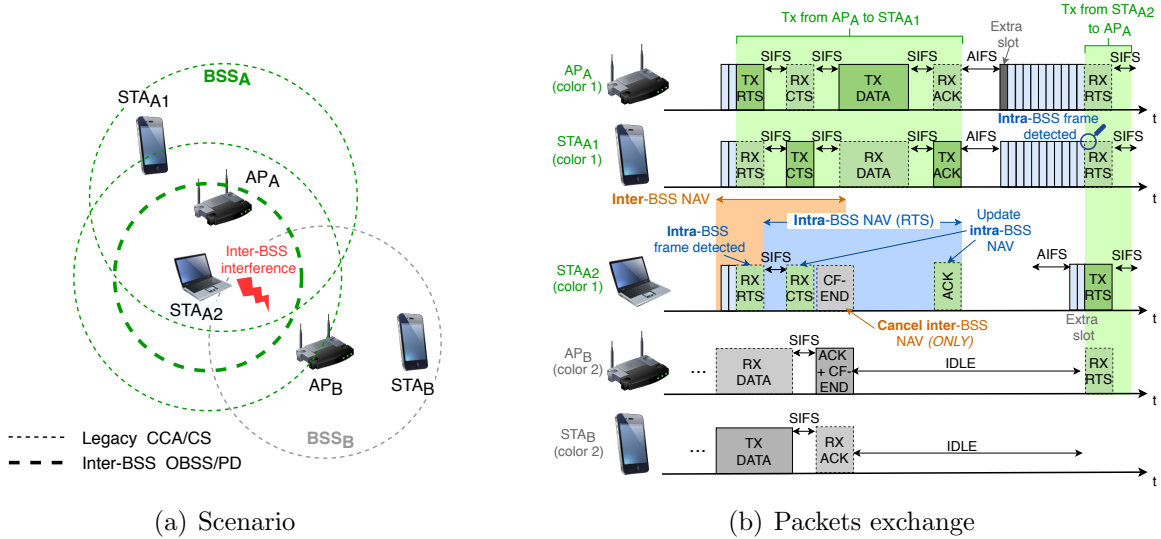 BSSA
STAA1
APA
Inter-BSS
interference
STAA2
APB
STAB
BSSB
Legacy CCA/CS
Inter-BSS OBSS/PD
(a) Scenario
Tx from APA to STAA1
Extra
slot
Tx from STAA2
to APA
SIFS SIFS SIFS AIFS SIFS
APA
(color 1)
TX
RTS
RX
CTS
TX
DATA
RX
ACK
RX
RTS
t
Intra-BSS frame
detected
SIFS SIFS SIFS AIFS SIFS
STAA1
(color 1)
RX
RTS
TX
CTS
RX
DATA
TX
ACK
RX
RTS
t
Inter-BSS NAV
Intra-BSS
frame detected
Intra-BSS NAV (RTS)
Update
intra-BSS
NAV
SIFS AIFS SIFS
STAA2
(color 1)
RX
RTS
RX
CTS
CF-
END
ACK
TX
RTS
t
Cancel inter-BSS
NAV (ONLY)
Extra
slot
APB
(color 2)
...
RX
DATA
SIFS
ACK
+ CF-
END
IDLE
RX
RTS
t
STAB
(color 2)
...
TX
DATA
SIFS
RX
ACK
IDLE
t
(b) Packets exchange